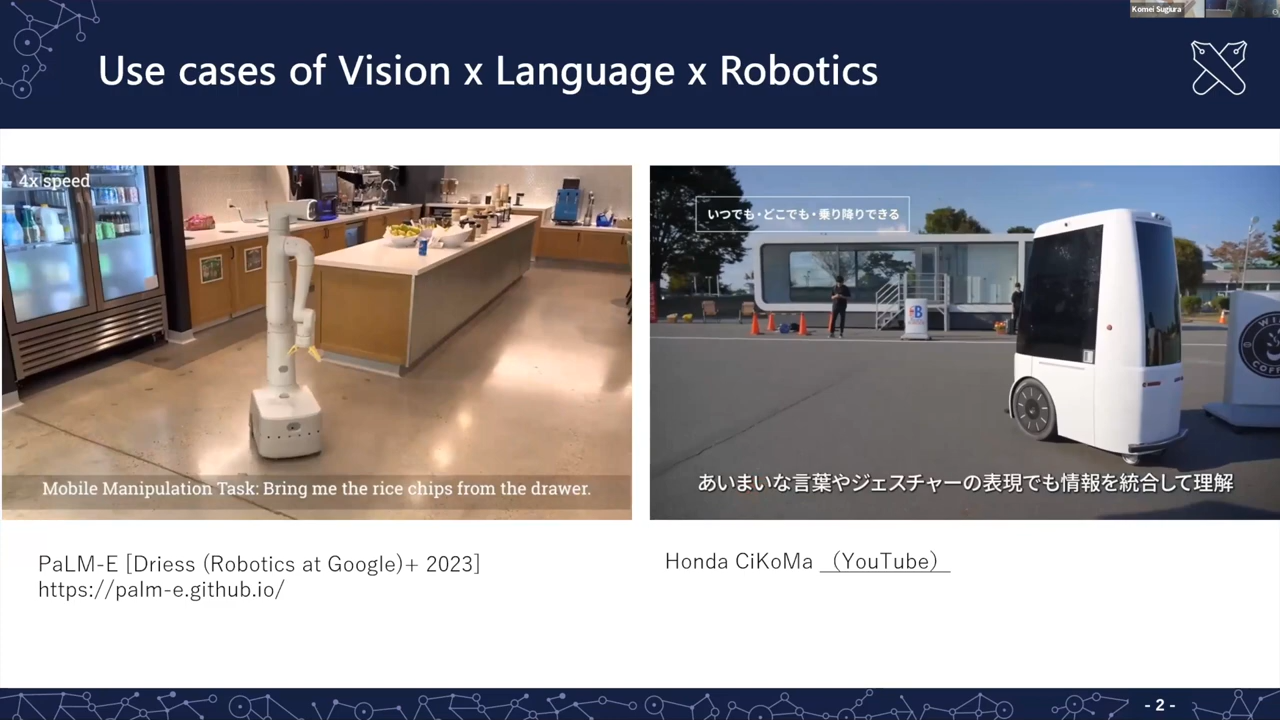 Komei Sugiura
Use cases of Vision x Language x Robotics
4x speed
Mobile Manipulation Task: Bring me the rice chips from the drawer.
いつでも・どこでも・乗り降りできる
B
あいまいな言葉やジェスチャーの表現でも情報を統合して理解
PaLM-E [Driess (Robotics at Google)+ 2023]
https://palm-e.github.io/
Honda CiKoMa （YouTube）
- 2 -